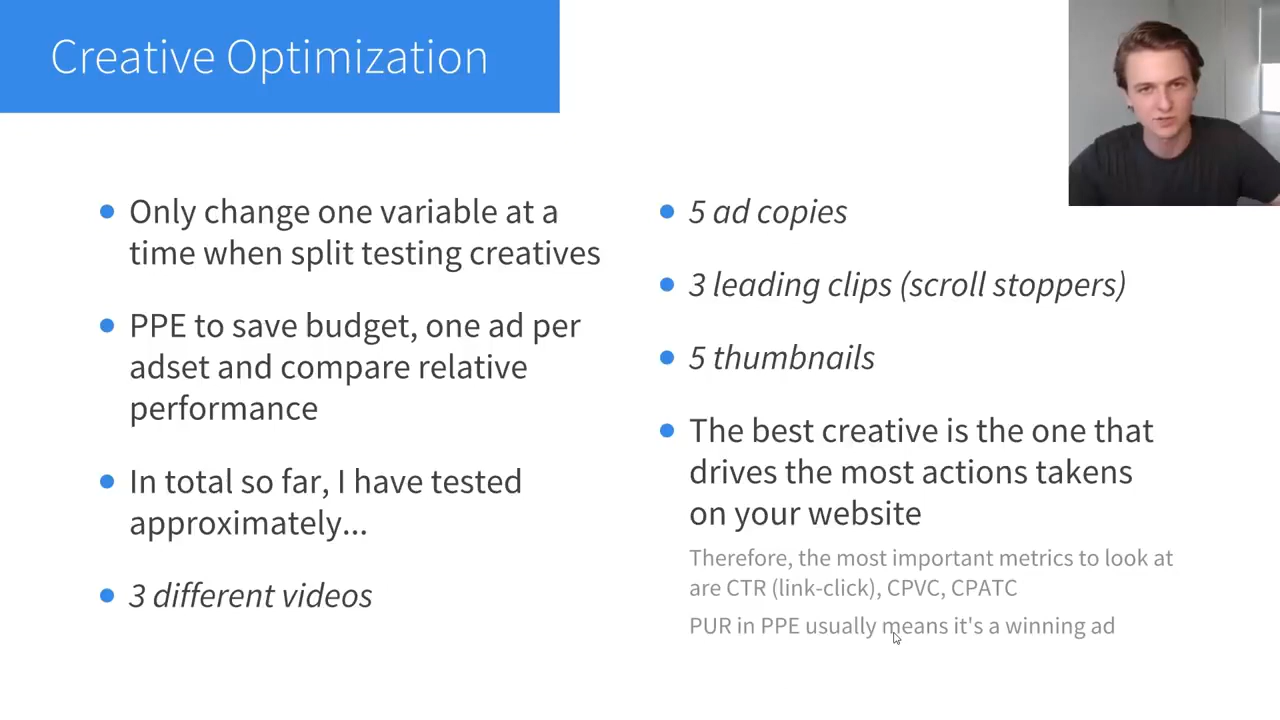 Creative Optimization
Only change one variable at a
time when split testing creatives
PPE to save budget, one ad per
adset and compare relative
performance
In total so far, I have tested
approximately...
3 different videos
5 ad copies
3 leading clips (scroll stoppers)
5 thumbnails
The best creative is the one that
drives the most actions takens
on your website
Therefore, the most important metrics to look at
are CTR (link-click), CPVC, CPATC
PUR in PPE usually means it's a winning ad